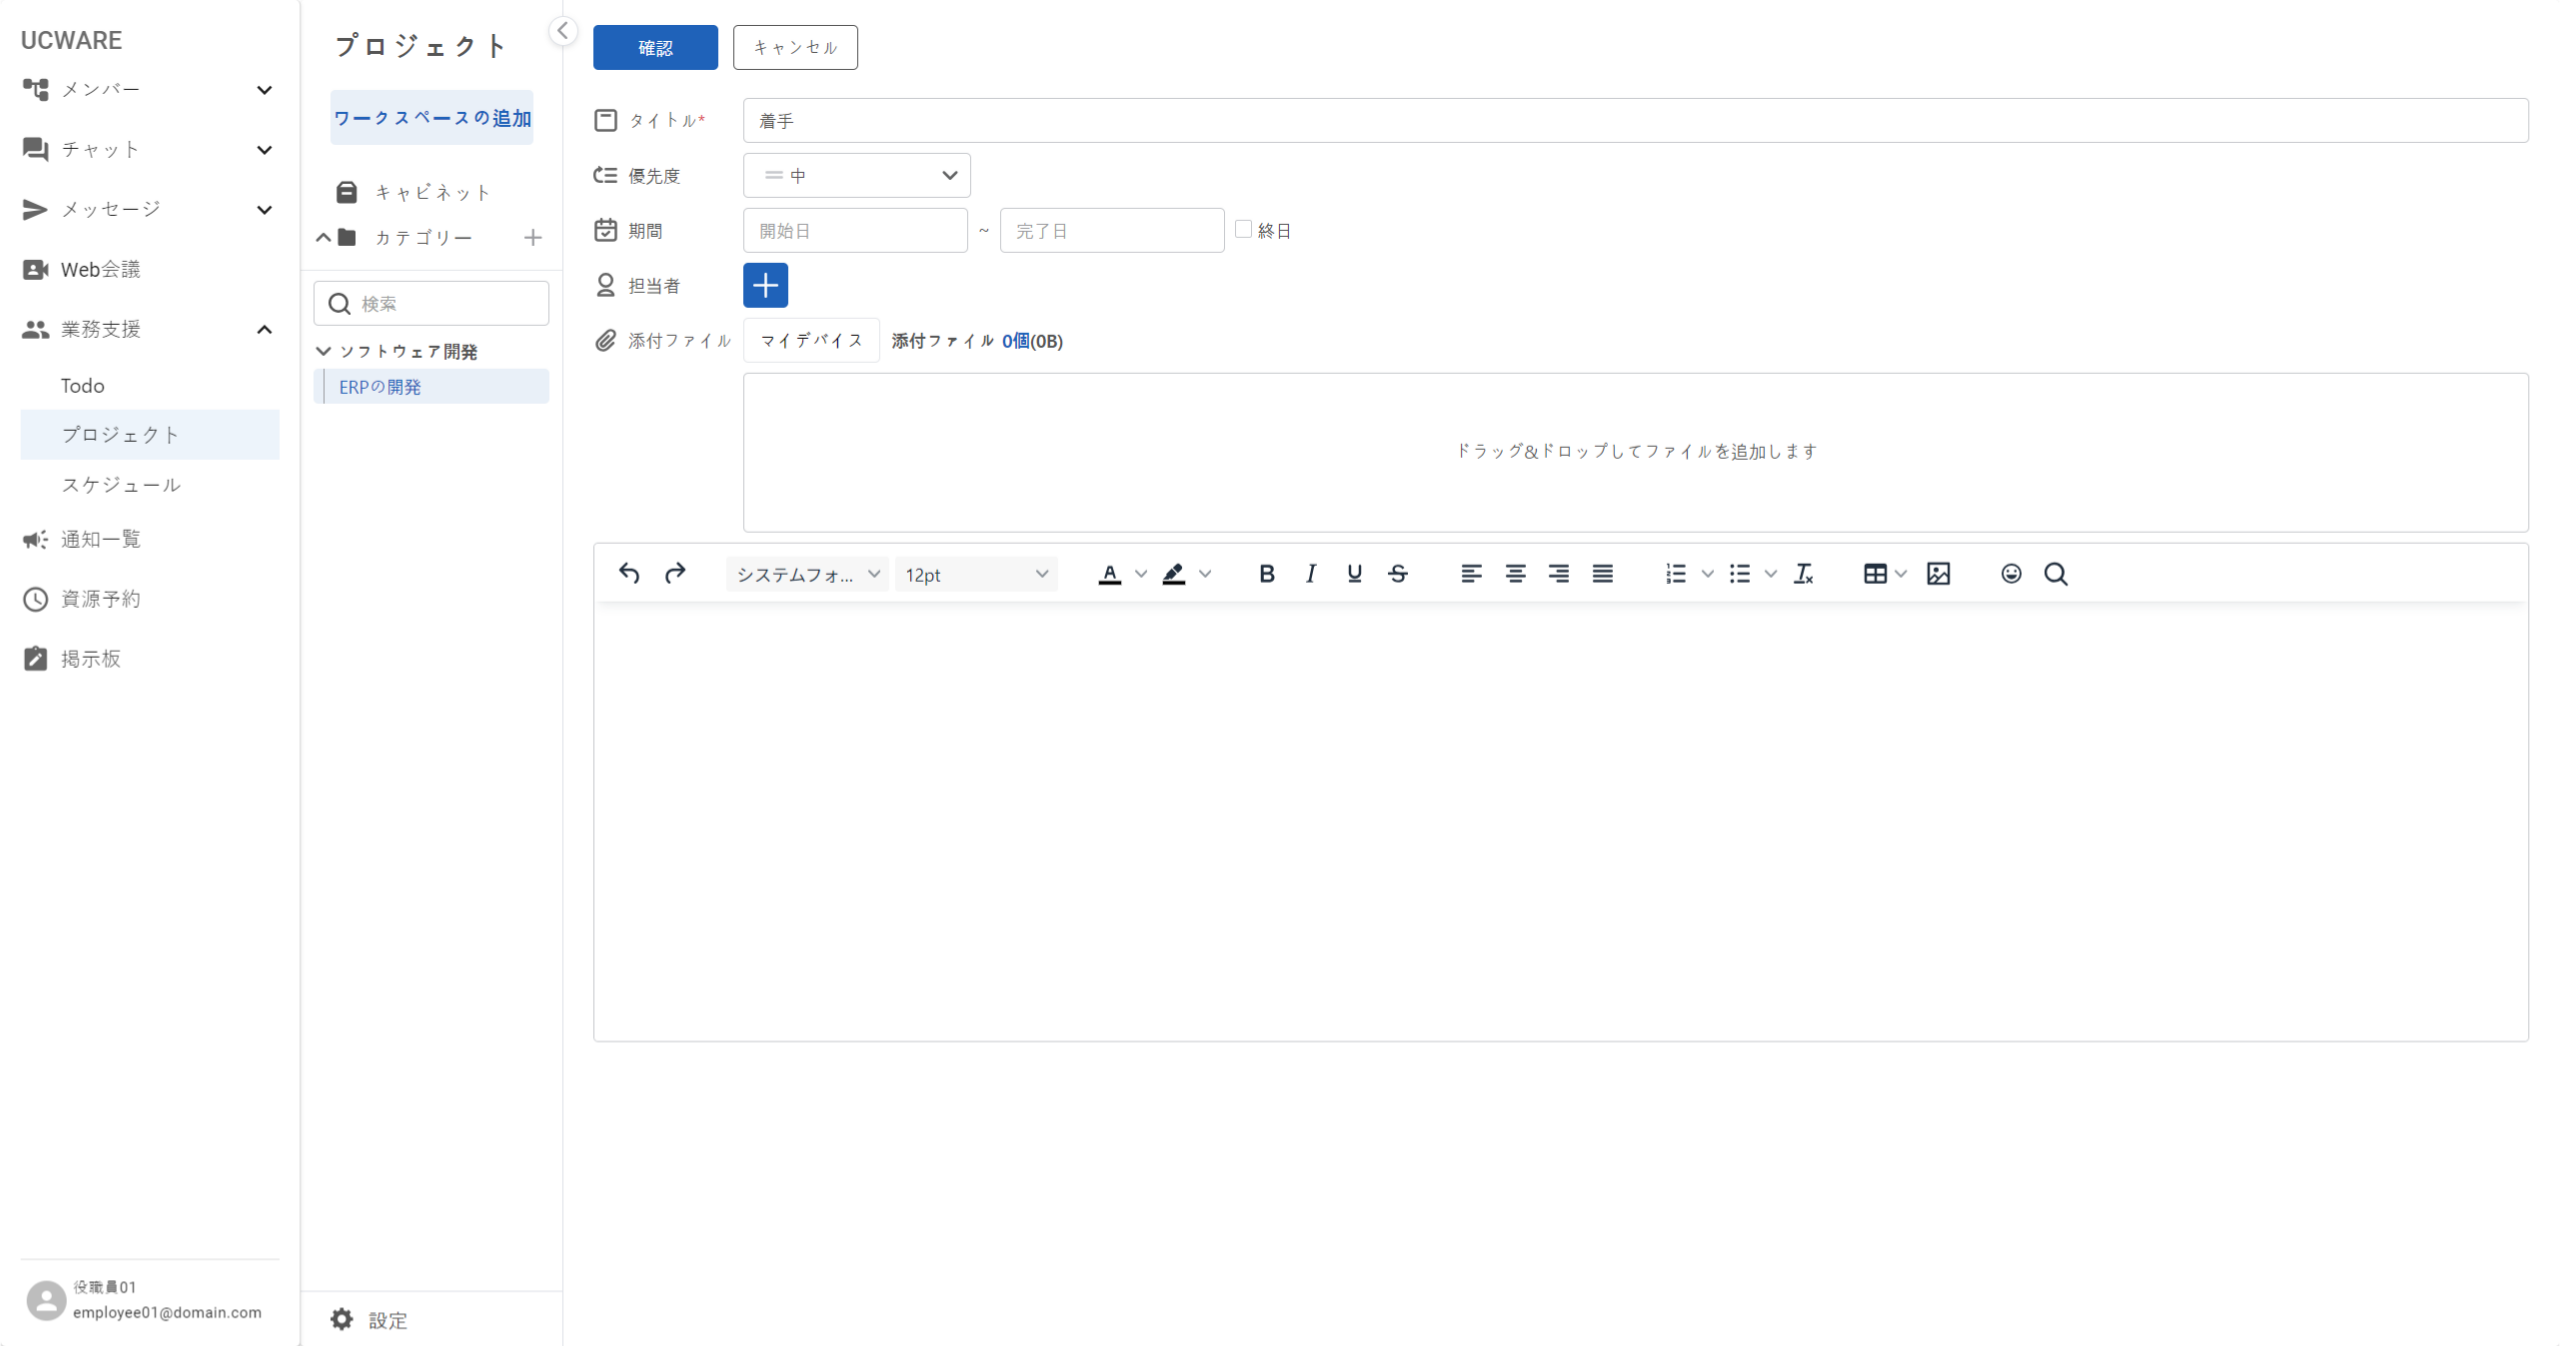 UCWARE
メンバー
チャット
メッセージ
Web会議
業務支援
Todo
プロジェクト
スケジュール
通知一覧
資源予約
掲示板
役職員01
employee01@domain.com
プロジェクト
ワークスペースの追加
キャビネット
カテゴリー
検索
ソフトウェア開発
ERPの開発
設定
確認 キャンセル
タイトル* 着手
優先度 中
期間 開始日 ~ 完了日 終日
担当者
添付ファイル マイデバイス 添付ファイル 0個(0B)
ドラッグ&ドロップしてファイルを追加します
システムフォ... 12pt